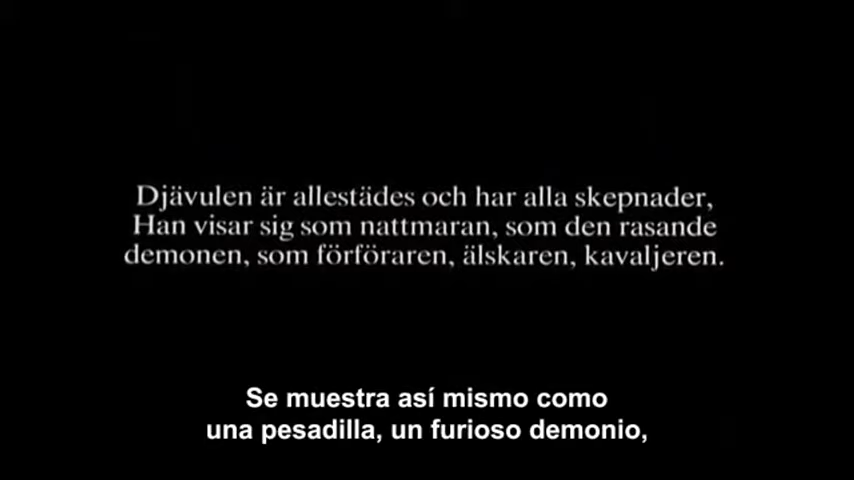 Djävulen är allestädes och har alla skepnader,
Han visar sig som nattmaran, som den rasande
demonen, som förföraren, älskaren, kavaljeren.
Se muestra así mismo como
una pesadilla, un furioso demonio,